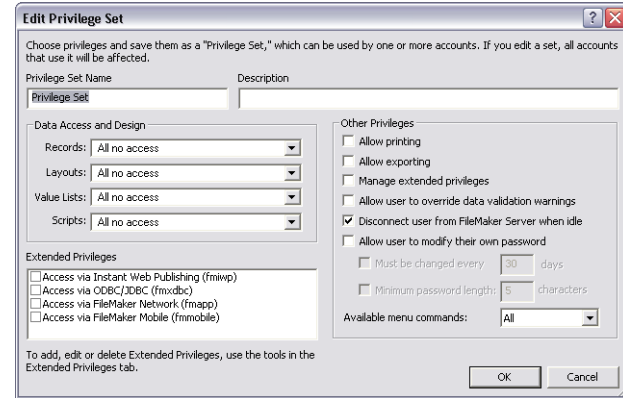 Edit Privilege Set
Choose privileges and save them as a "Privilege Set," which can be used by one or more accounts. If you edit a set, all accounts
that use it will be affected.
Privilege Set Name
Description
Privilege Set
Data Access and Design
Records: All no access
Layouts: All no access
Value Lists: All no access
Scripts: All no access
Extended Privileges
Access via Instant Web Publishing (fmiwp)
Access via ODBC/JDBC (fmxdbc)
Access via FileMaker Network (fmapp)
Access via FileMaker Mobile (fmmobile)
To add, edit or delete Extended Privileges, use the tools in the
Extended Privileges tab.
Other Privileges
Allow printing
Allow exporting
Manage extended privileges
Allow user to override data validation warnings
Disconnect user from FileMaker Server when idle
Allow user to modify their own password
Must be changed every 30 days
Minimum password length: 5 characters
Available menu commands: All
OK
Cancel